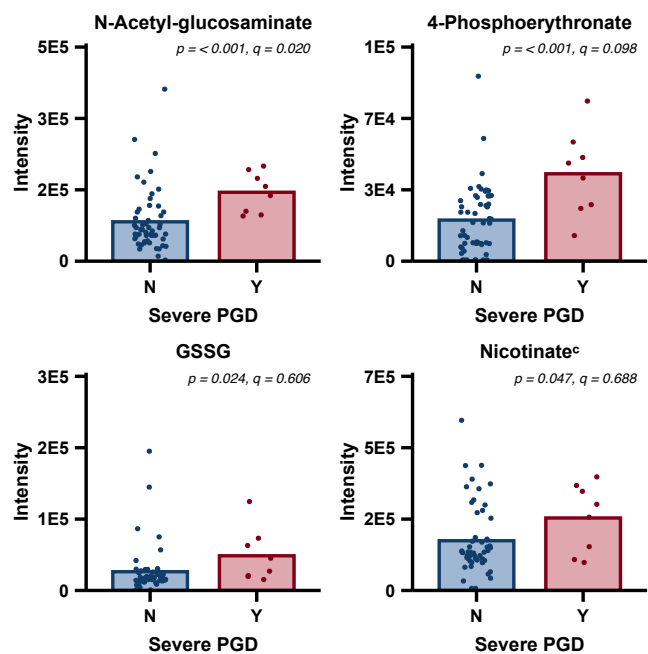 N-Acetyl-glucosaminate
p = < 0.001, q = 0.020
5E5
3E5
2E5
0
Intensity
N
Y
Severe PGD
4-Phosphoerythronate
p = < 0.001, q = 0.098
1E5
7E4
3E4
0
Intensity
N
Y
Severe PGD
GSSG
p = 0.024, q = 0.606
3E5
2E5
1E5
0
Intensity
N
Y
Severe PGD
Nicotinateᶜ
p = 0.047, q = 0.688
7E5
5E5
2E5
0
Intensity
N
Y
Severe PGD